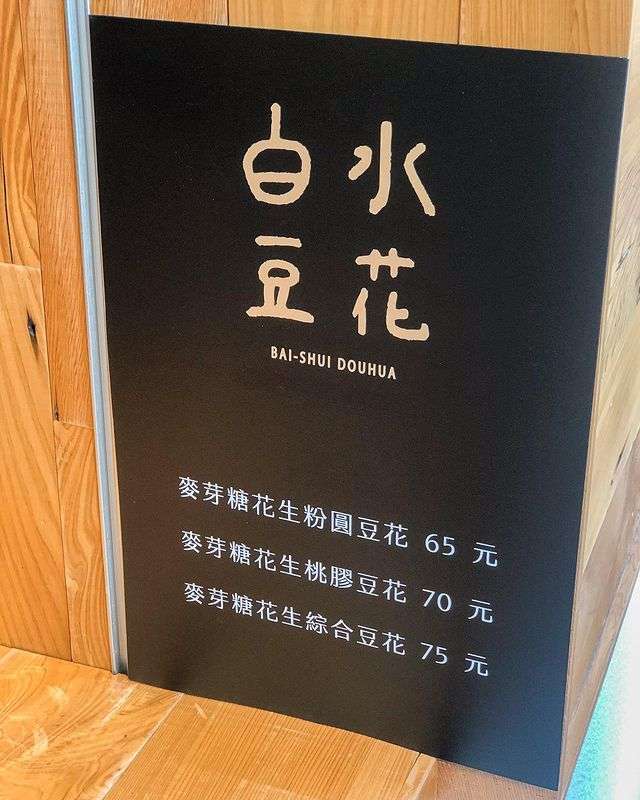 白水
豆花
BAI-SHUI DOUHUA
麥芽糖花生粉圓豆花 65 元
麥芽糖花生桃膠豆花 70 元
麥芽糖花生綜合豆花 75 元